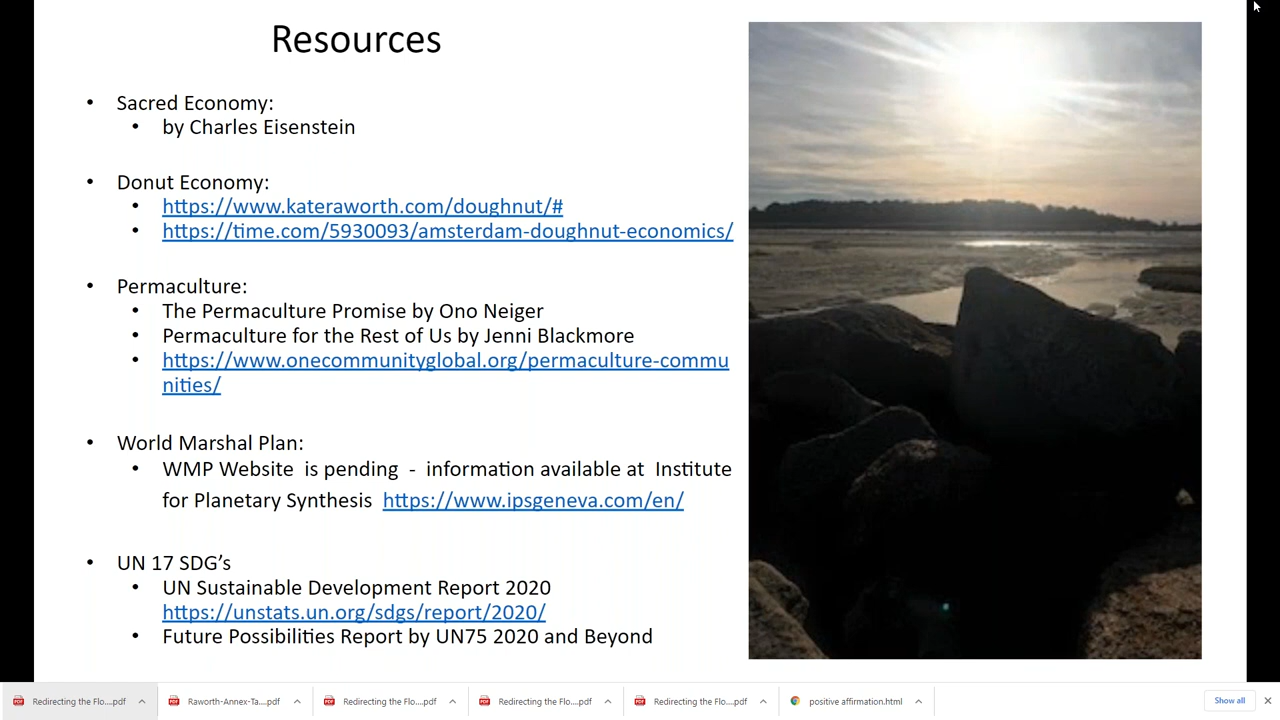 Resources
• Sacred Economy:
• by Charles Eisenstein
• Donut Economy:
• https://www.kateraworth.com/doughnut/#
• https://time.com/5930093/amsterdam-doughnut-economics/
• Permaculture:
• The Permaculture Promise by Ono Neiger
• Permaculture for the Rest of Us by Jenni Blackmore
• https://www.onecommunityglobal.org/permaculture-commu
nities/
• World Marshal Plan:
• WMP Website is pending - information available at Institute
for Planetary Synthesis https://www.ipsgeneva.com/en/
• UN 17 SDG’s
• UN Sustainable Development Report 2020
https://unstats.un.org/sdgs/report/2020/
• Future Possibilities Report by UN75 2020 and Beyond
Redirecting the Flo....pdf
Raworth-Annex-Ta....pdf
Redirecting the Flo....pdf
Redirecting the Flo....pdf
Redirecting the Flo....pdf
positive affirmation.html
Show all